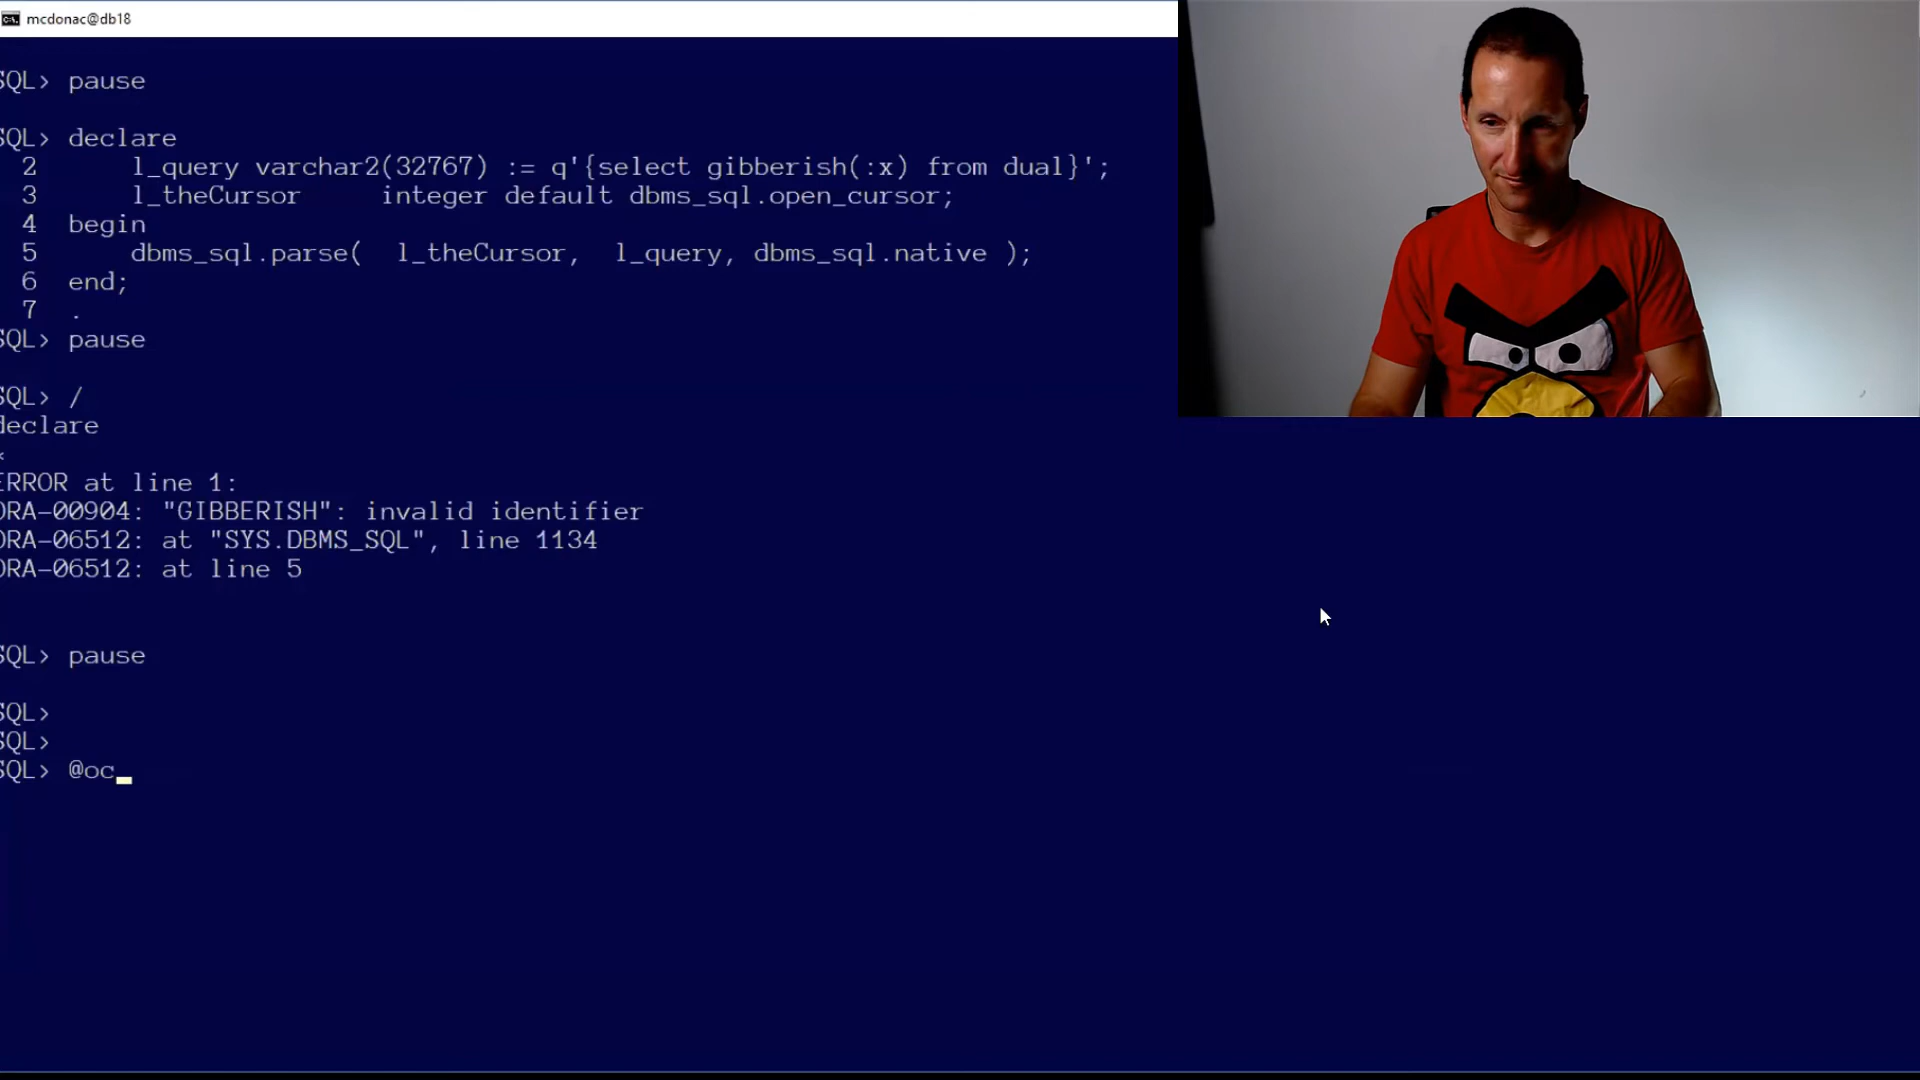 mcdonac@db18
SQL> pause
SQL> declare
2 l_query varchar2(32767) := q'{select gibberish(:x) from dual}';
3 l_theCursor integer default dbms_sql.open_cursor;
4 begin
5 dbms_sql.parse( l_theCursor, l_query, dbms_sql.native );
6 end;
7 .
SQL> pause
SQL> /
declare
*
ERROR at line 1:
ORA-00904: "GIBBERISH": invalid identifier
ORA-06512: at "SYS.DBMS_SQL", line 1134
ORA-06512: at line 5
SQL> pause
SQL>
SQL>
SQL> @oc_